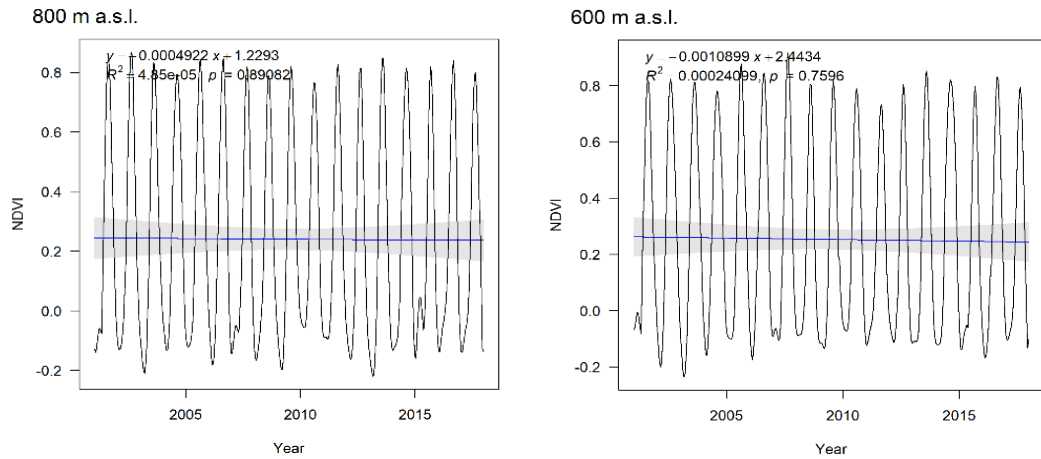 800 m a.s.l.
y = -0.0004922 x + 1.2293
R² = 4.85e-05, p = 0.89082
0.8
0.6
0.4
0.2
0.0
-0.2
NDVI
2005 2010 2015
Year
600 m a.s.l.
y -0.0010899 x + 2.4434
R² 0.00024099, p = 0.7596
0.8
0.6
0.4
0.2
0.0
-0.2
NDVI
2005 2010 2015
Year